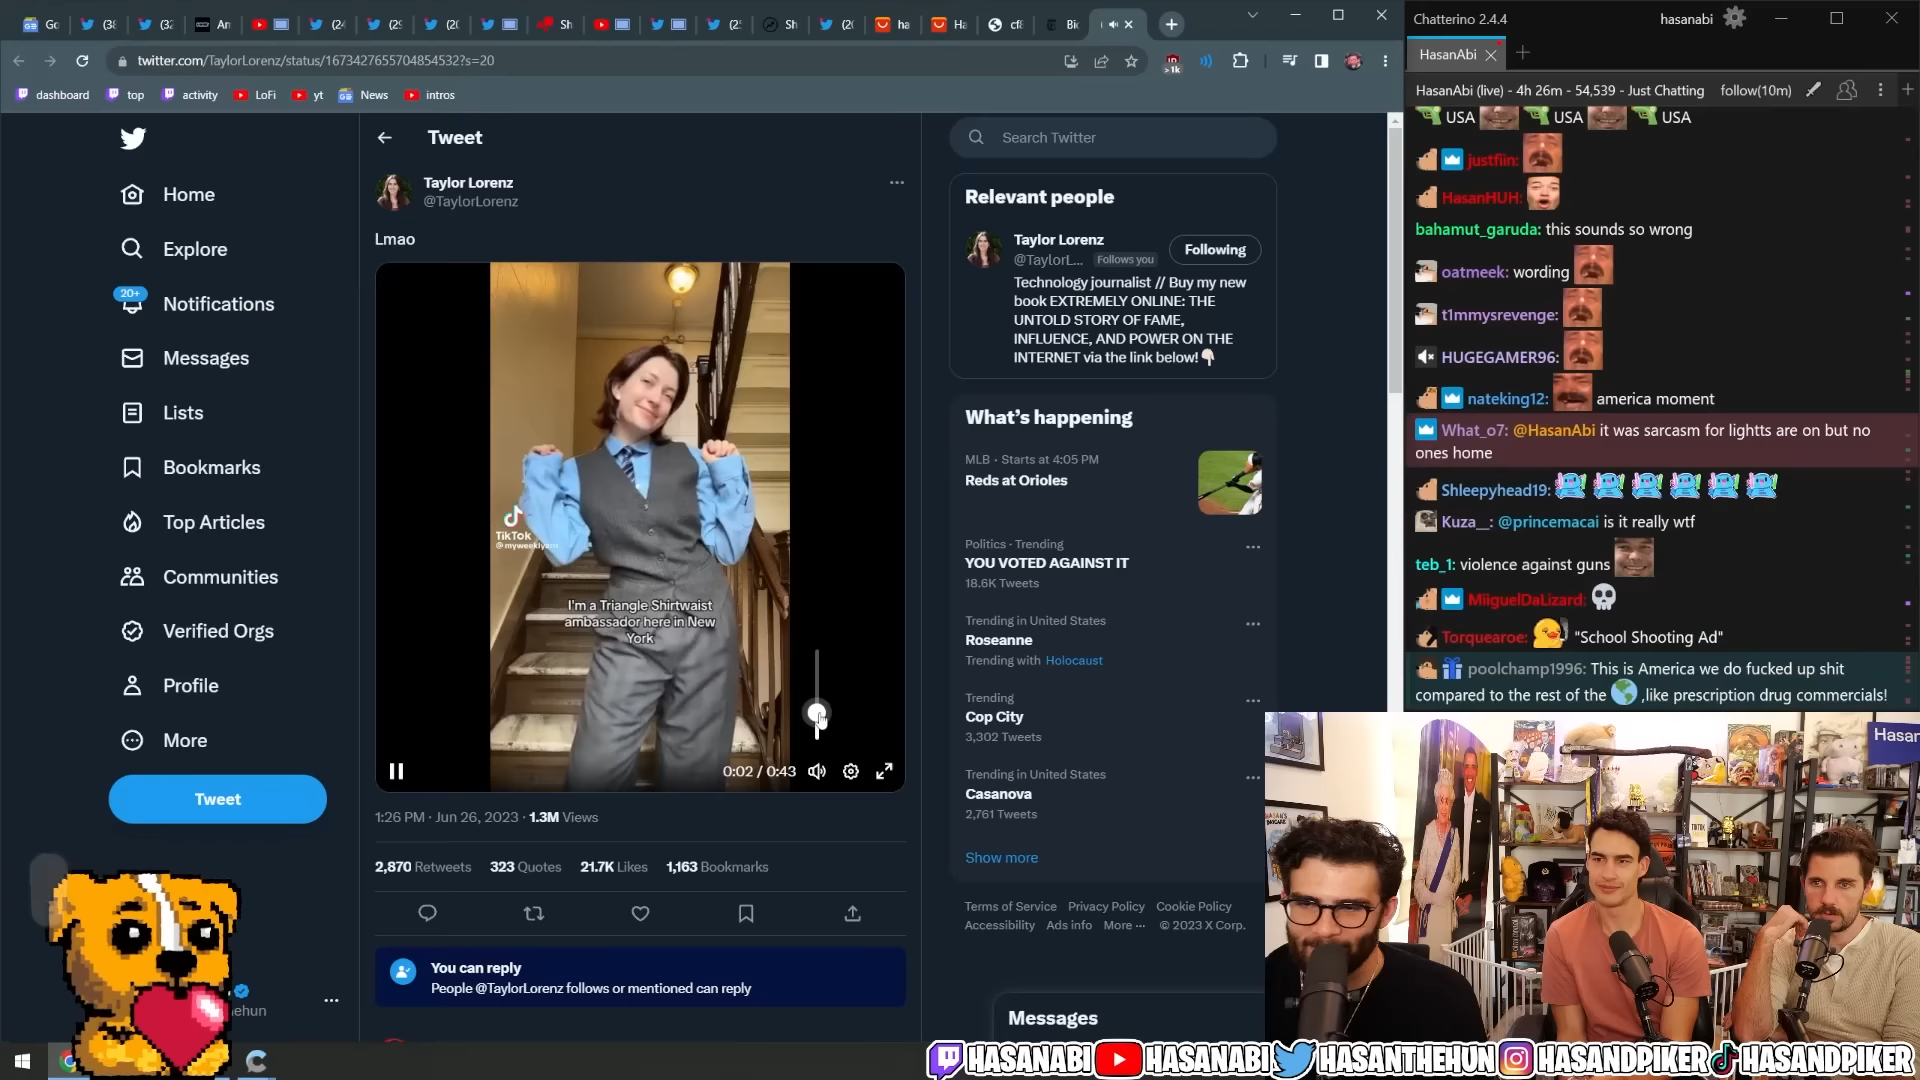 Go
An
Sh
Sh
ha
Ha
cf8
Bic
twitter.com/TaylorLorenz/status/1673427655704854532?s=20
>1k
dashboard
top
activity
LoFi
yt
News
intros
Home
Explore
20+
Notifications
Messages
Lists
Bookmarks
Top Articles
Communities
Verified Orgs
Profile
More
Tweet
ehun
Tweet
Taylor Lorenz
@TaylorLorenz
Lmao
TikTok
I'm a Triangle Shirtwaist
ambassador here in New
York
0:02 / 0:43
1:26 PM · Jun 26, 2023 · 1.3M Views
2,870 Retweets 323 Quotes 21.7K Likes 1,163 Bookmarks
You can reply
People @TaylorLorenz follows or mentioned can reply
Search Twitter
Relevant people
Taylor Lorenz
@TaylorL... Follows you
Following
Technology journalist // Buy my new
book EXTREMELY ONLINE: THE
UNTOLD STORY OF FAME,
INFLUENCE, AND POWER ON THE
INTERNET via the link below!
What's happening
MLB · Starts at 4:05 PM
Reds at Orioles
Politics · Trending
YOU VOTED AGAINST IT
18.6K Tweets
Trending in United States
Roseanne
Trending with Holocaust
Trending
Cop City
3,302 Tweets
Trending in United States
Casanova
2,761 Tweets
Show more
Terms of Service Privacy Policy Cookie Policy
Accessibility Ads info More ··· © 2023 X Corp.
Messages
Chatterino 2.4.4
hasanabi
HasanAbi
HasanAbi (live) - 4h 26m - 54,539 - Just Chatting
follow(10m)
USA USA USA
justfiin:
HasanHUH:
bahamut_garuda: this sounds so wrong
oatmeek: wording
t1mmysrevenge:
HUGEGAMER96:
nateking12: america moment
What_o7: @HasanAbi it was sarcasm for lightts are on but no
ones home
Shleepyhead19:
Kuza__: @princemacai is it really wtf
teb_1: violence against guns
MiiguelDaLizard:
Torquearoe: "School Shooting Ad"
poolchamp1996: This is America we do fucked up shit
compared to the rest of the ,like prescription drug commercials!
Hasan
HASANABI HASANABI HASANTHEHUN HASANDPIKER HASANDPIKER